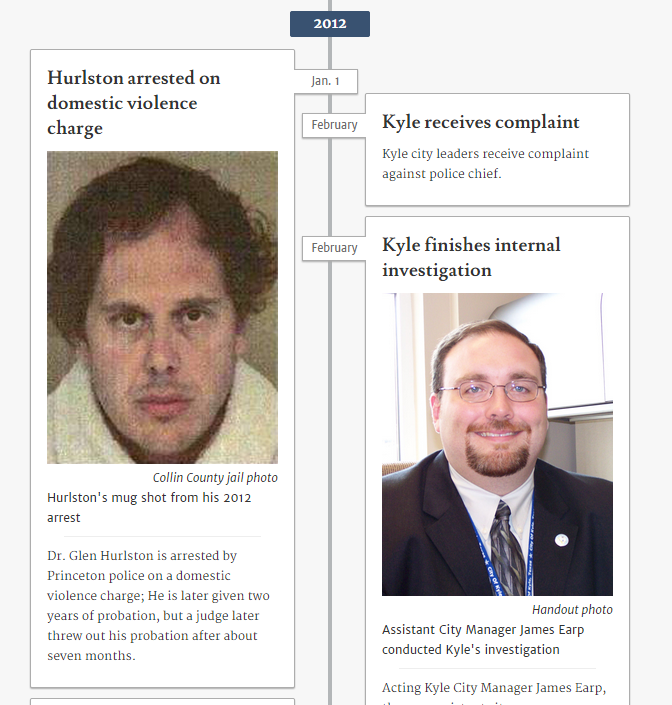 2012
Hurlston arrested on
domestic violence
charge
Jan. 1
Collin County jail photo
Hurlston's mug shot from his 2012
arrest
Dr. Glen Hurlston is arrested by
Princeton police on a domestic
violence charge; He is later given two
years of probation, but a judge later
threw out his probation after about
seven months.
February
Kyle receives complaint
Kyle city leaders receive complaint
against police chief.
February
Kyle finishes internal
investigation
Handout photo
Assistant City Manager James Earp
conducted Kyle's investigation
Acting Kyle City Manager James Earp,